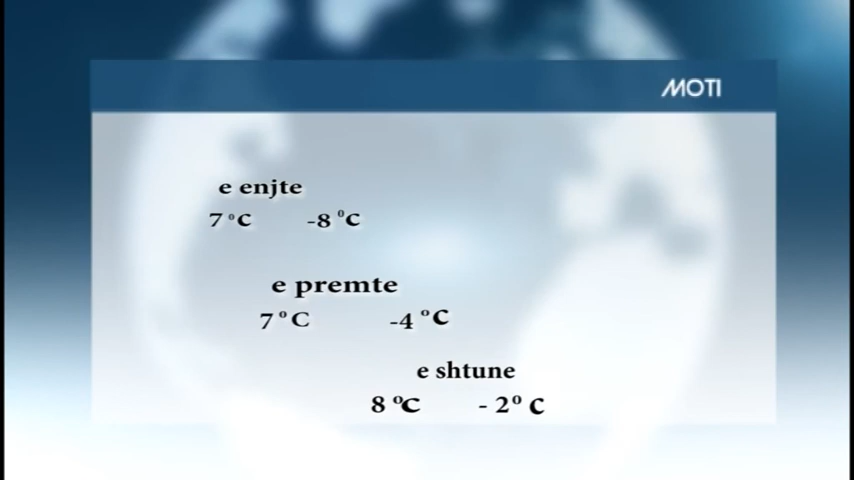 MOTI
e enjte
7 °C -8 °C
e premte
7 °C -4 °C
e shtune
8 °C - 2° C